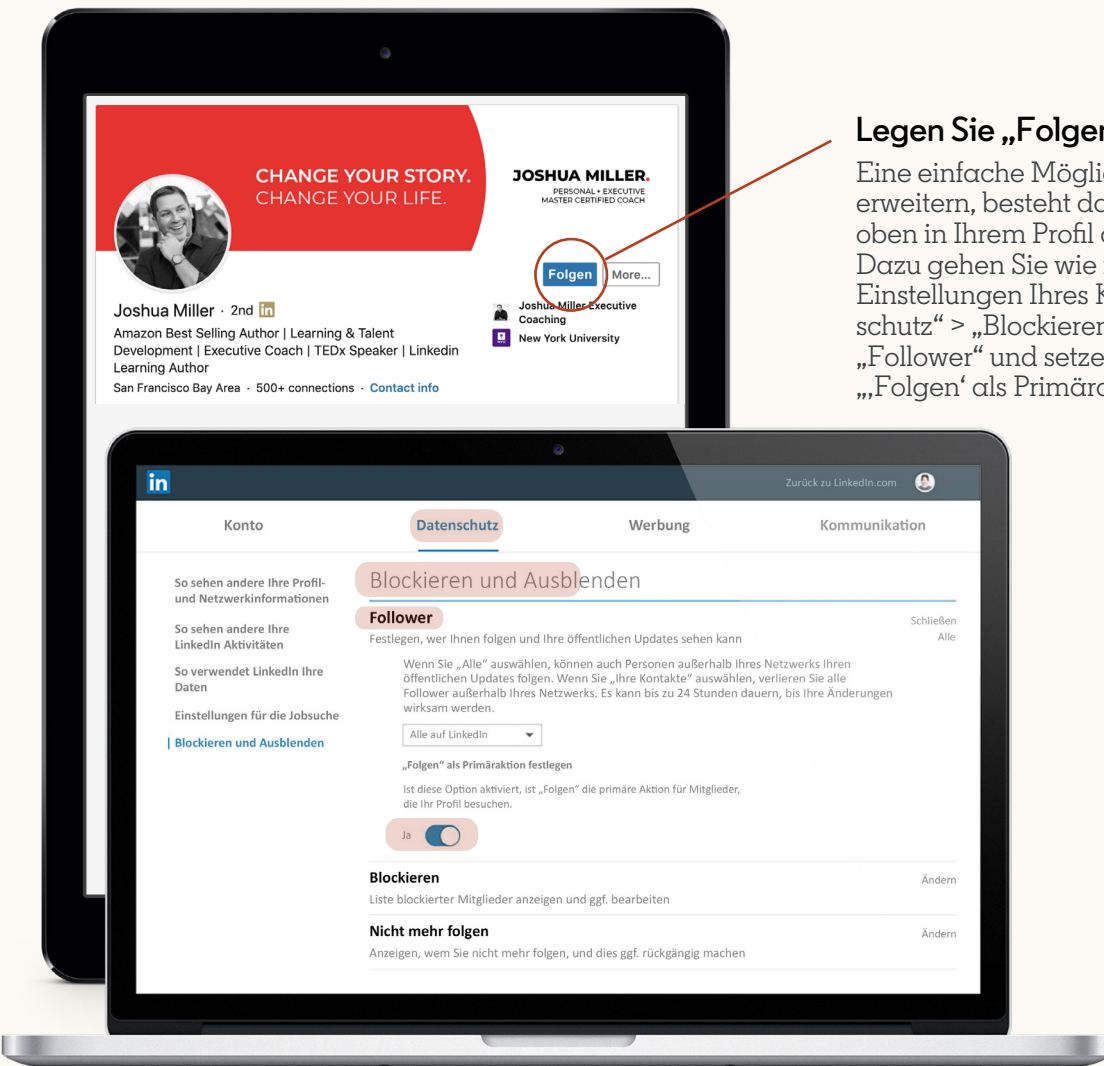 CHANGE YOUR STORY.
CHANGE YOUR LIFE.
JOSHUA MILLER.
PERSONAL + EXECUTIVE
MASTER CERTIFIED COACH
Folgen
More...
Joshua Miller · 2nd in
Amazon Best Selling Author | Learning & Talent
Development | Executive Coach | TEDx Speaker | Linkedin
Learning Author
San Francisco Bay Area · 500+ connections · Contact info
Joshua Miller Executive
Coaching
New York University
Legen Sie „Folgen
Eine einfache Möglic
erweitern, besteht da
oben in Ihrem Profil
Dazu gehen Sie wie
Einstellungen Ihres K
schutz“ > „Blockieren
„Follower“ und setze
„‚Folgen‘ als Primära
in
Zurück zu LinkedIn.com
Konto
Datenschutz
Werbung
Kommunikation
So sehen andere Ihre Profil-
und Netzwerkinformationen
So sehen andere Ihre
LinkedIn Aktivitäten
So verwendet LinkedIn Ihre
Daten
Einstellungen für die Jobsuche
| Blockieren und Ausblenden
Blockieren und Ausblenden
Follower
Schließen
Festlegen, wer Ihnen folgen und Ihre öffentlichen Updates sehen kann
Alle
Wenn Sie „Alle“ auswählen, können auch Personen außerhalb Ihres Netzwerks Ihren
öffentlichen Updates folgen. Wenn Sie „Ihre Kontakte“ auswählen, verlieren Sie alle
Follower außerhalb Ihres Netzwerks. Es kann bis zu 24 Stunden dauern, bis Ihre Änderungen
wirksam werden.
Alle auf LinkedIn
„Folgen“ als Primäraktion festlegen
Ist diese Option aktiviert, ist „Folgen“ die primäre Aktion für Mitglieder,
die Ihr Profil besuchen.
Ja
Blockieren
Ändern
Liste blockierter Mitglieder anzeigen und ggf. bearbeiten
Nicht mehr folgen
Ändern
Anzeigen, wem Sie nicht mehr folgen, und dies ggf. rückgängig machen